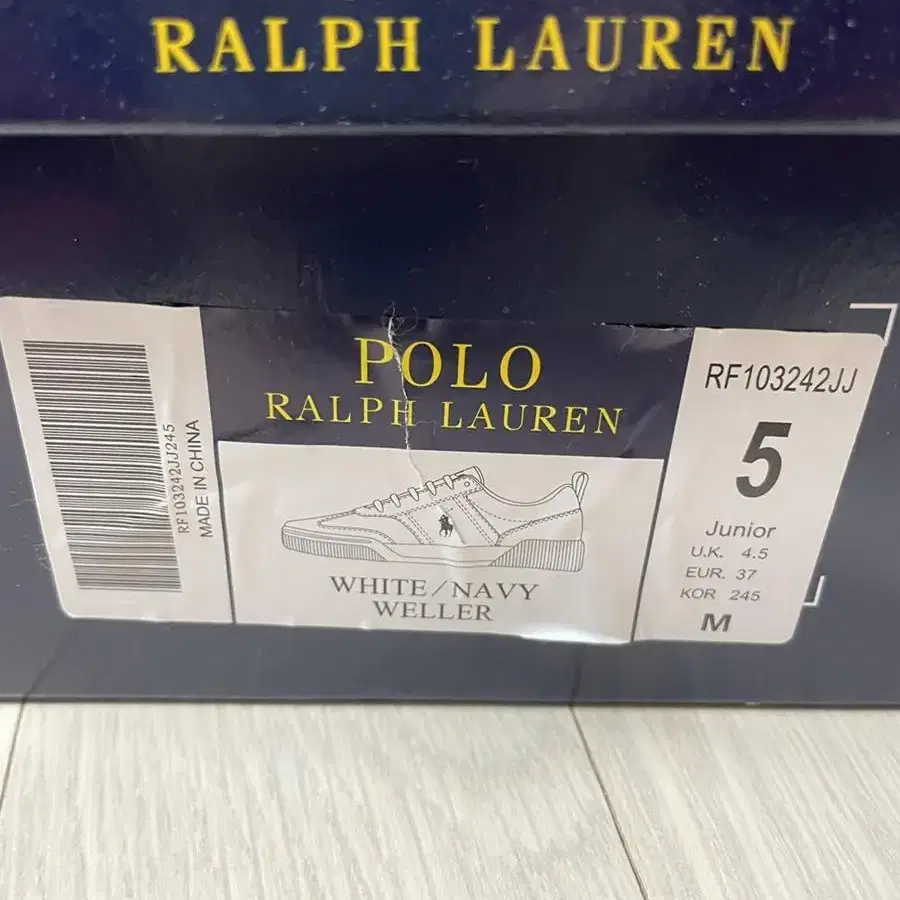 RALPH LAUREN
RF103242JJ245
MADE IN CHINA
POLO
RALPH LAUREN
WHITE/NAVY
WELLER
RF103242JJ
5
Junior
U.K. 4.5
EUR. 37
KOR 245
M